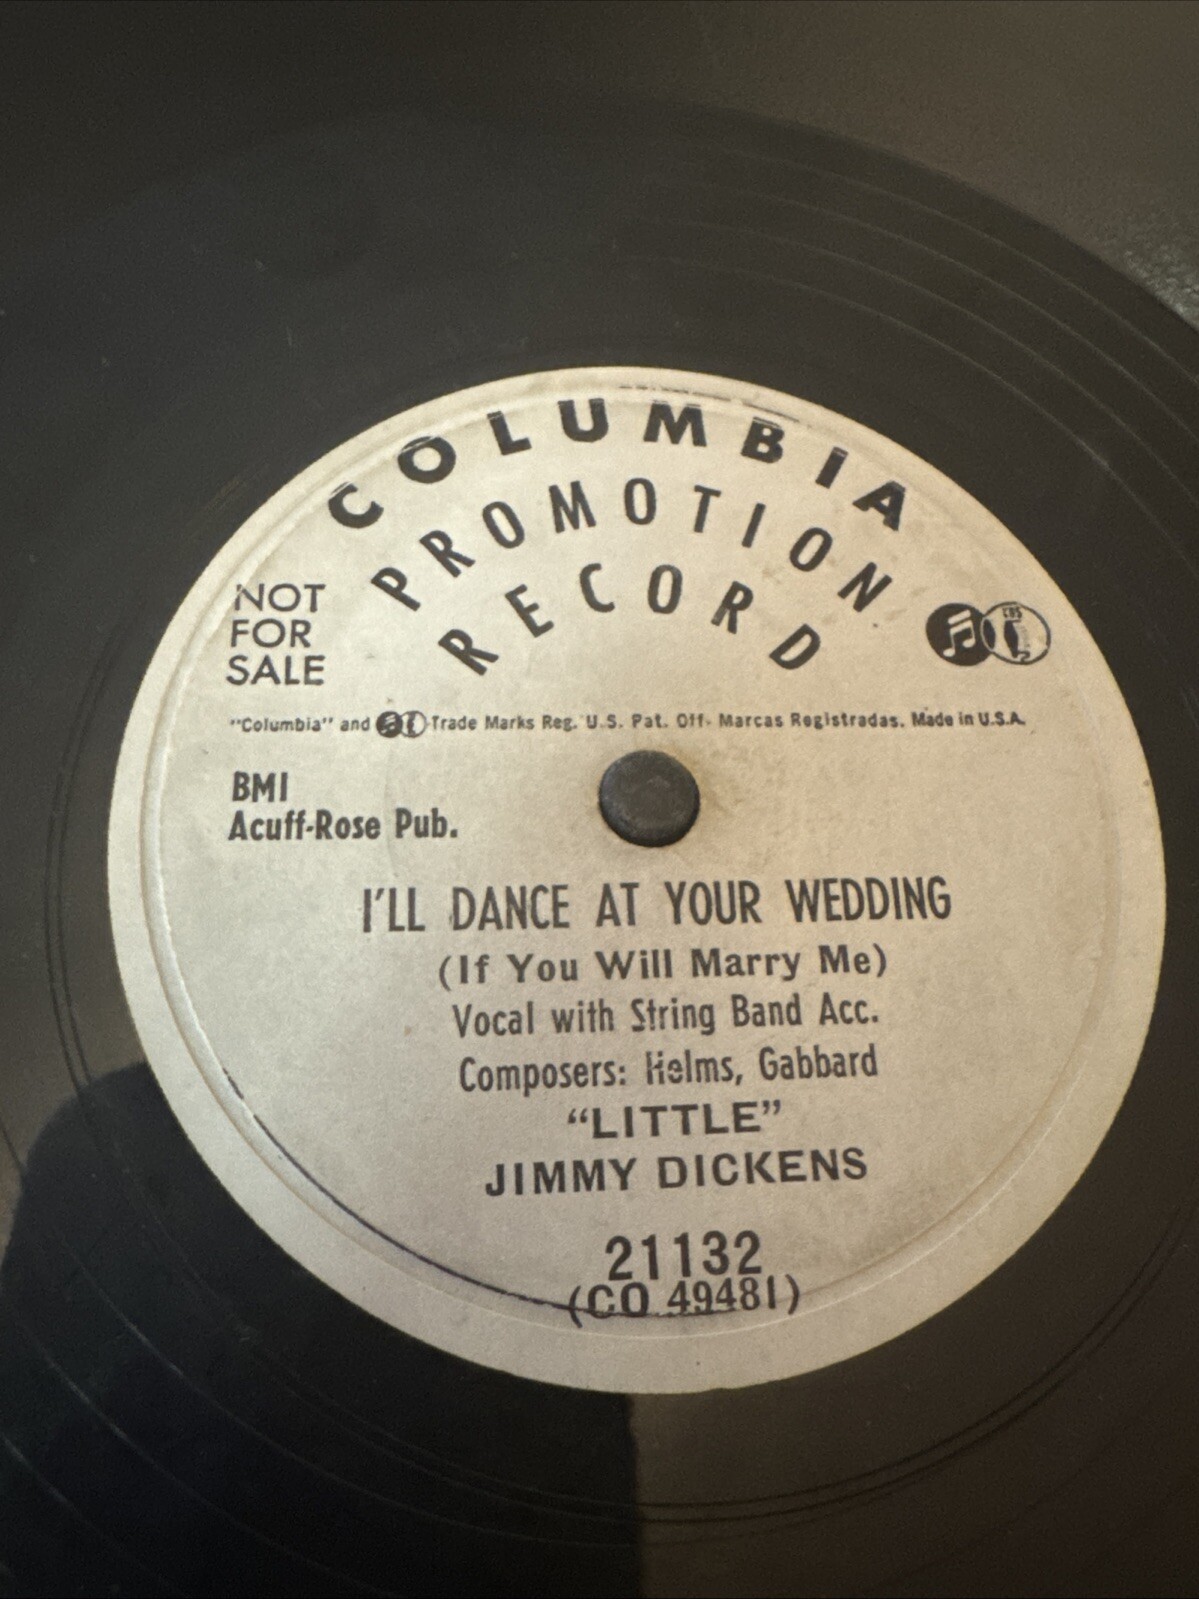 COLUMBIA
PROMOTION
RECORD
NOT
FOR
SALE
CBS
"Columbia" and Trade Marks Reg. U.S. Pat. Off. Marcas Registradas. Made in U.S.A.
BMI
Acuff-Rose Pub.
I'LL DANCE AT YOUR WEDDING
(If You Will Marry Me)
Vocal with String Band Acc.
Composers: Helms, Gabbard
"LITTLE"
JIMMY DICKENS
21132
(CO 49481)